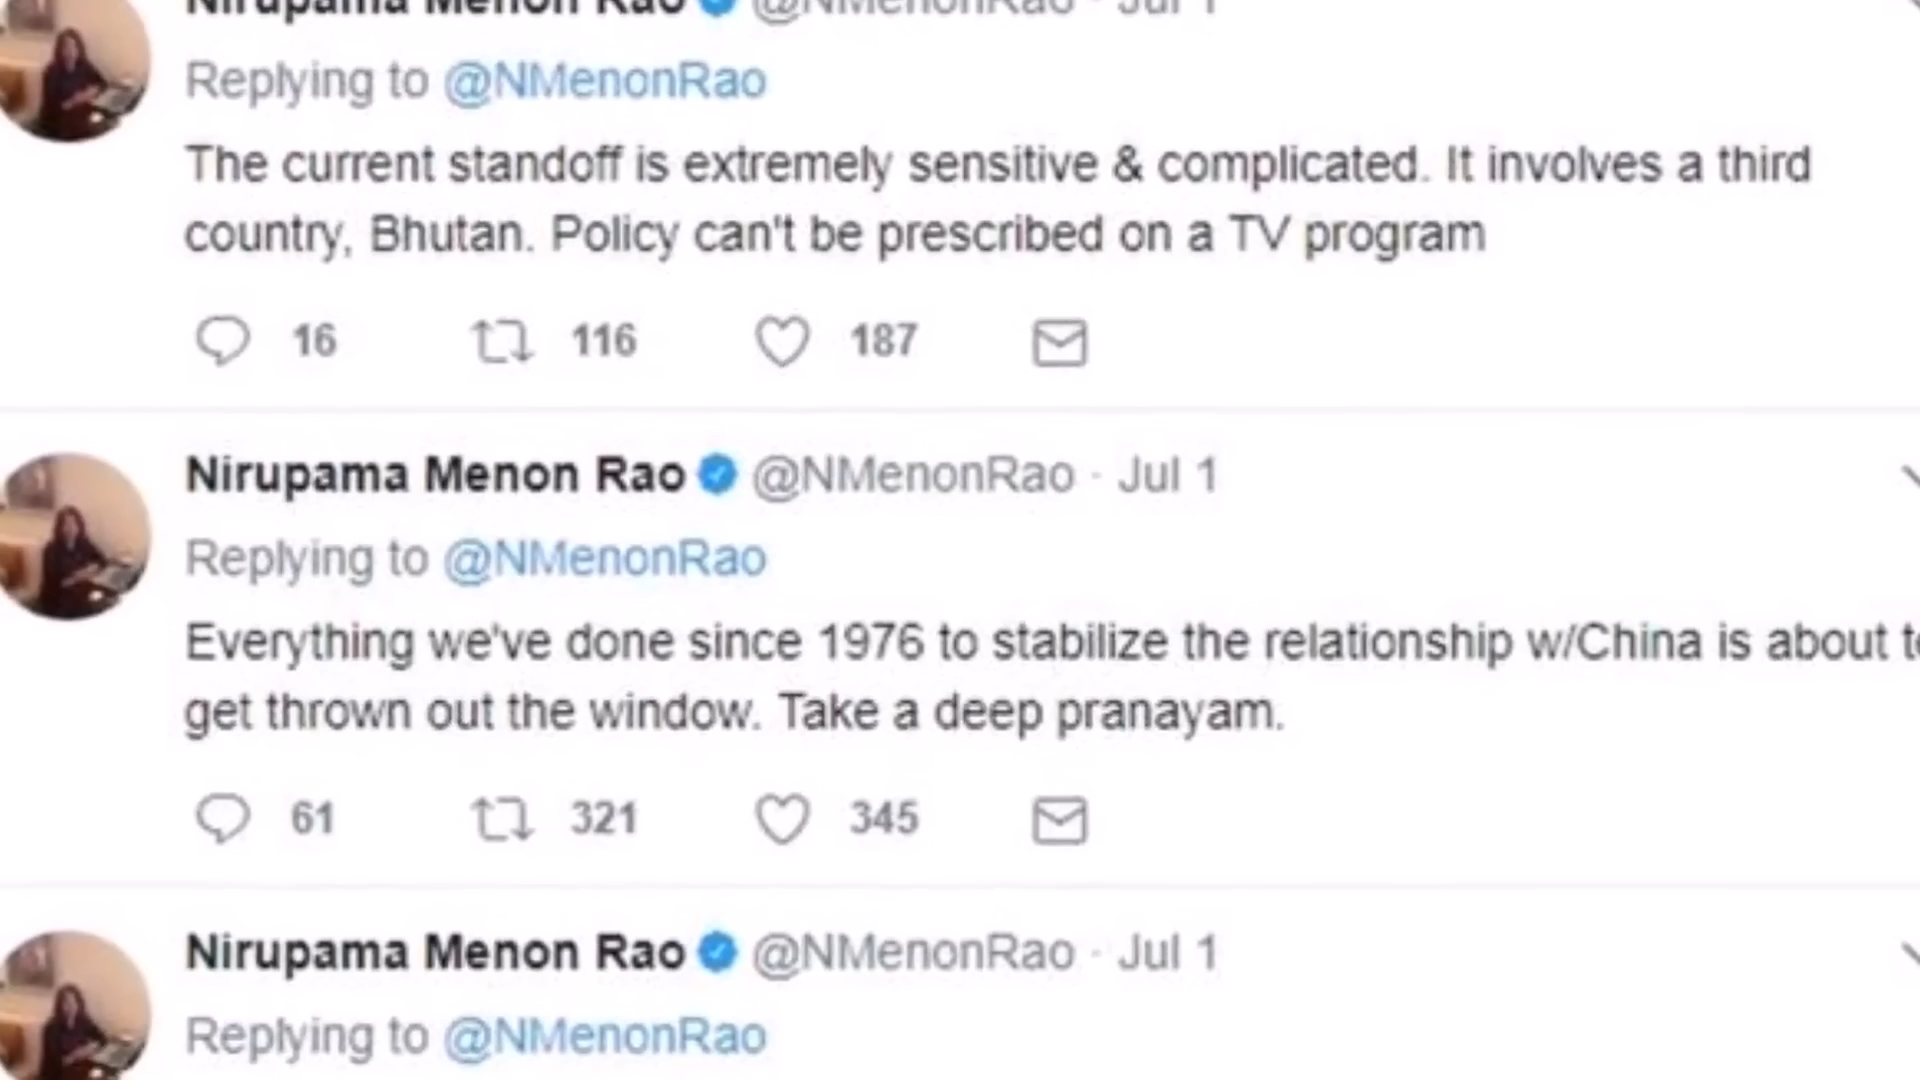 Nirupama Menon Rao @NMenonRao · Jul 1
Replying to @NMenonRao
The current standoff is extremely sensitive & complicated. It involves a third
country, Bhutan. Policy can't be prescribed on a TV program
16 116 187
Nirupama Menon Rao @NMenonRao · Jul 1
Replying to @NMenonRao
Everything we've done since 1976 to stabilize the relationship w/China is about to
get thrown out the window. Take a deep pranayam.
61 321 345
Nirupama Menon Rao @NMenonRao · Jul 1
Replying to @NMenonRao